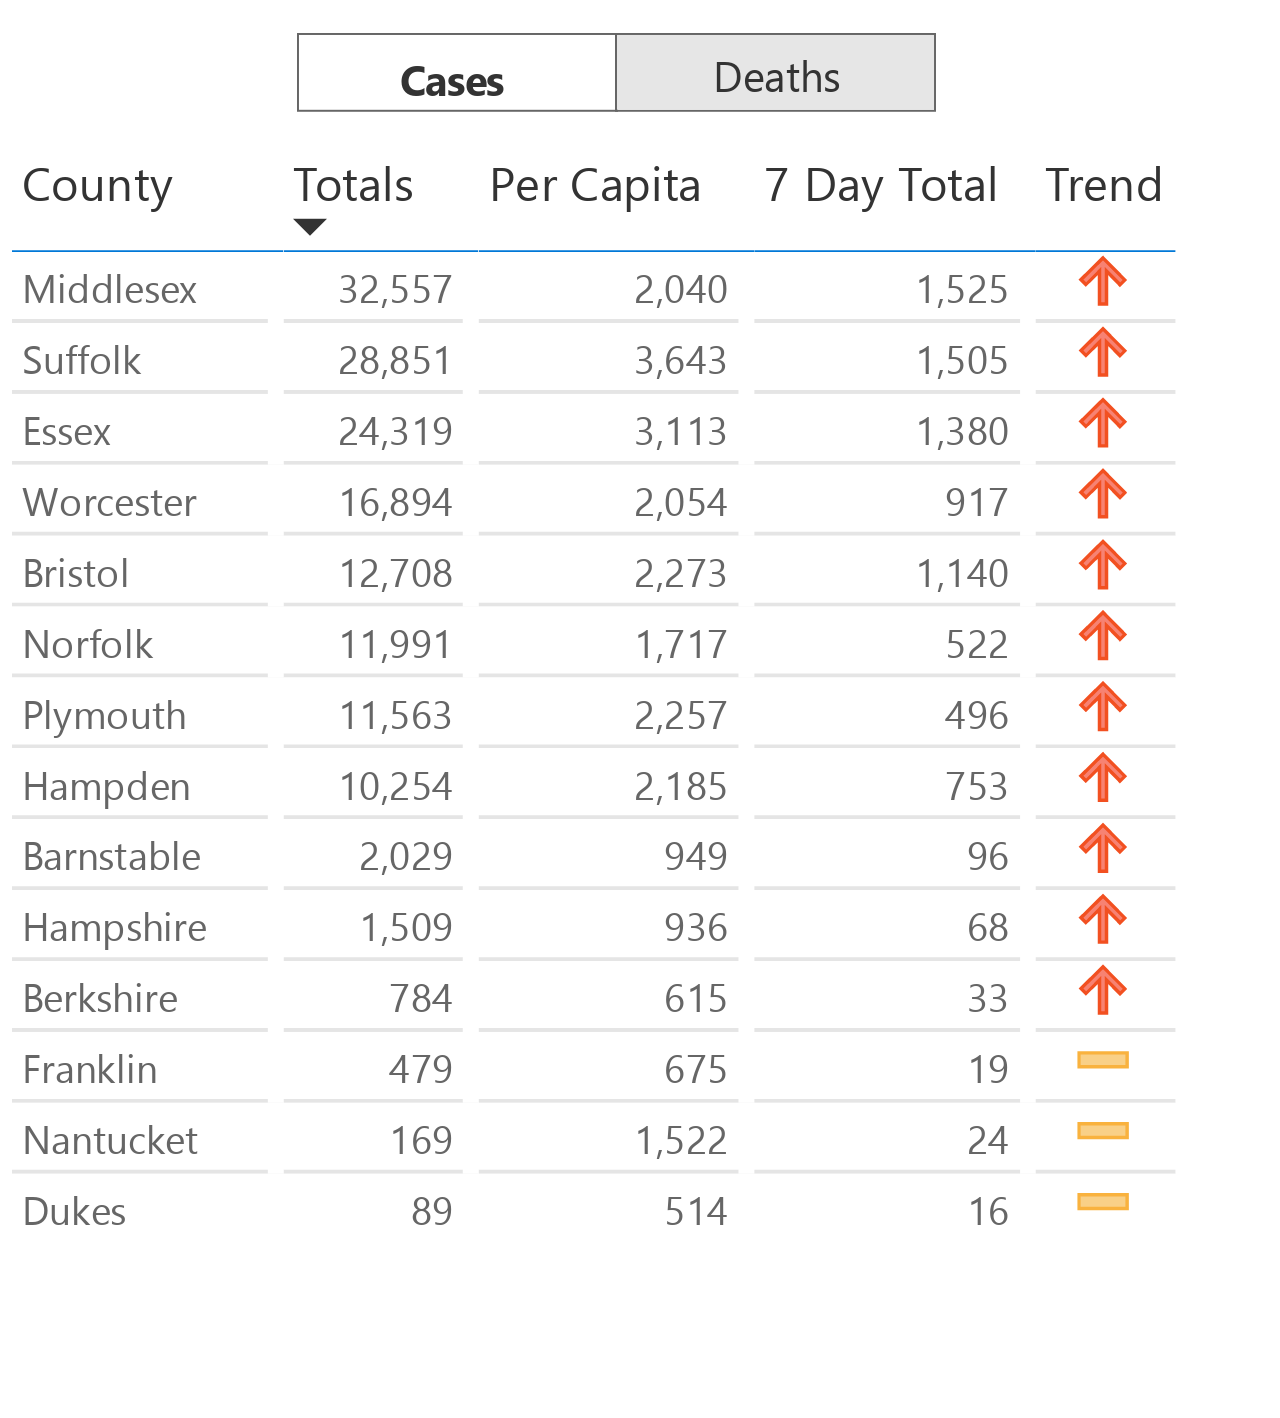 Cases Deaths
County Totals Per Capita 7 Day Total Trend
Middlesex 32,557 2,040 1,525
Suffolk 28,851 3,643 1,505
Essex 24,319 3,113 1,380
Worcester 16,894 2,054 917
Bristol 12,708 2,273 1,140
Norfolk 11,991 1,717 522
Plymouth 11,563 2,257 496
Hampden 10,254 2,185 753
Barnstable 2,029 949 96
Hampshire 1,509 936 68
Berkshire 784 615 33
Franklin 479 675 19
Nantucket 169 1,522 24
Dukes 89 514 16